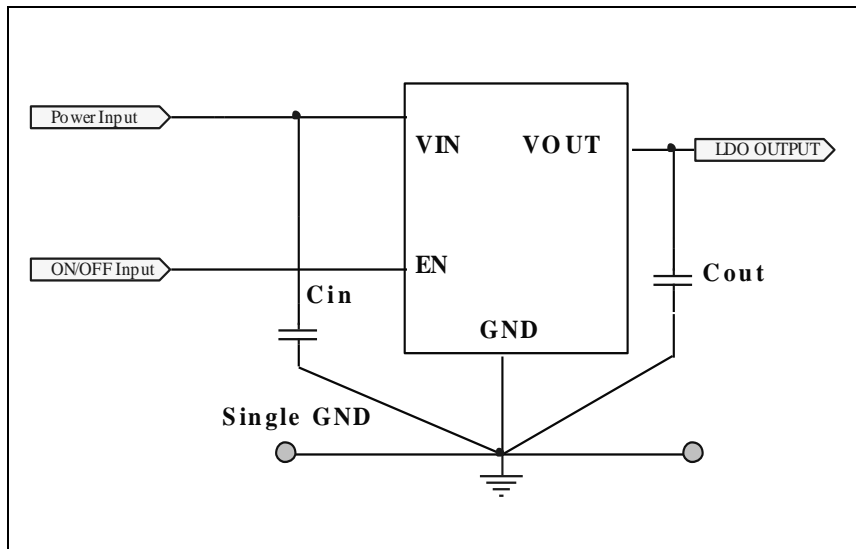 Power Input
VIN
VOUT
LDO OUTPUT
ON/OFF Input
EN
Cin
Cout
GND
Single GND